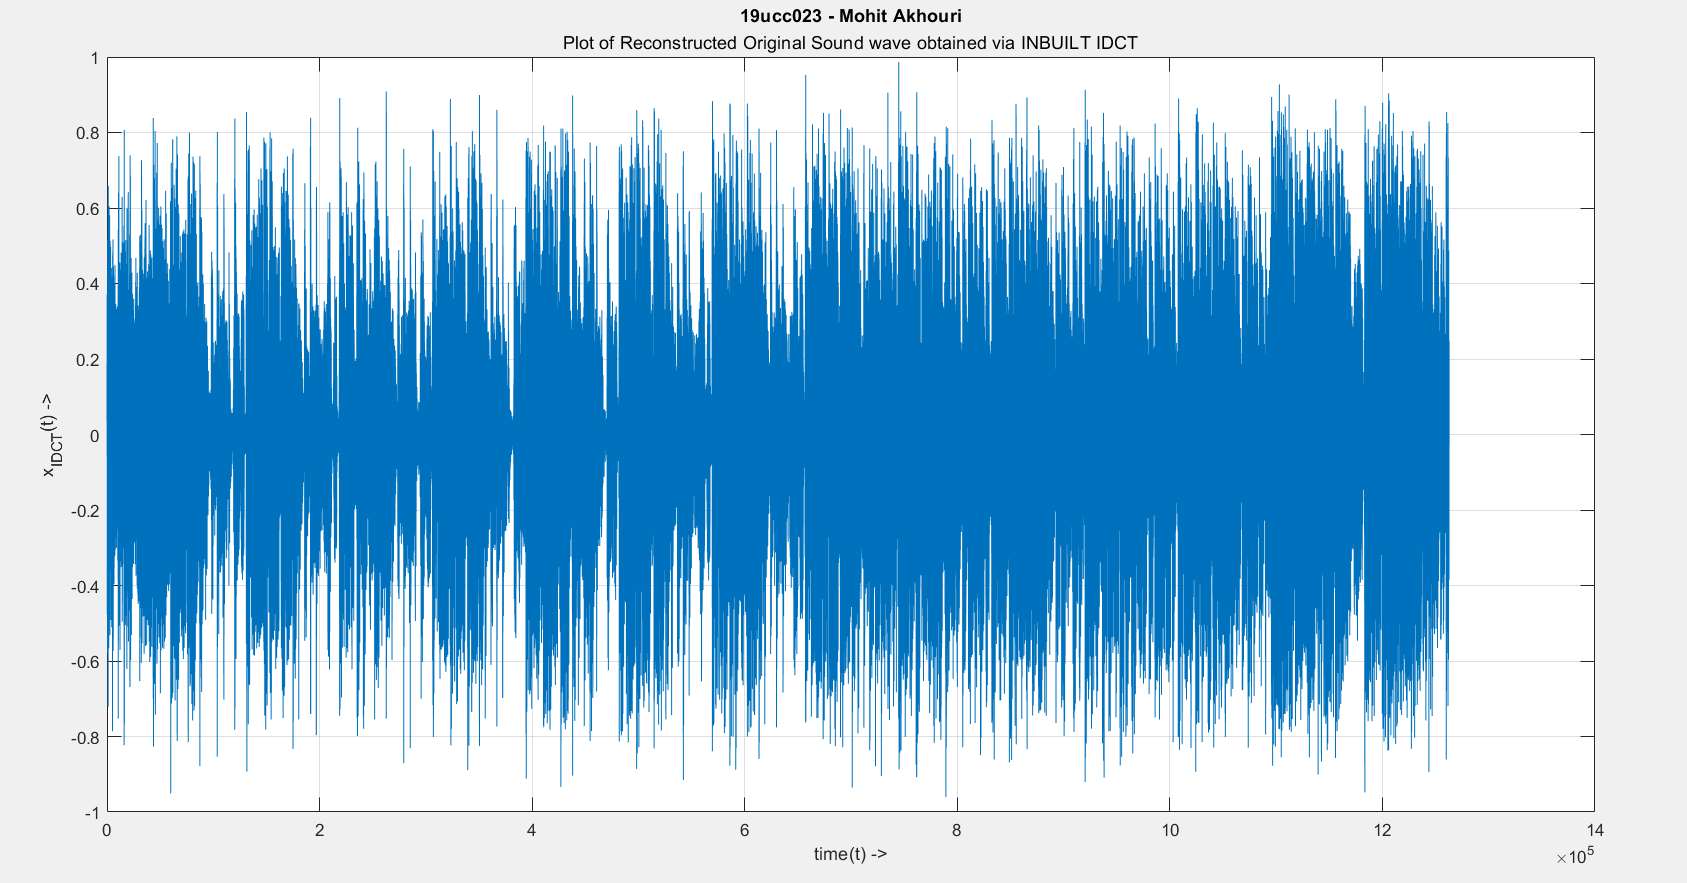 19ucc023 - Mohit Akhouri
Plot of Reconstructed Original Sound wave obtained via INBUILT IDCT
1
0.8
0.6
0.4
0.2
0
-0.2
-0.4
-0.6
-0.8
-1
x_IDCT(t) ->
0 2 4 6 8 10 12 14
×10^5
time(t) ->